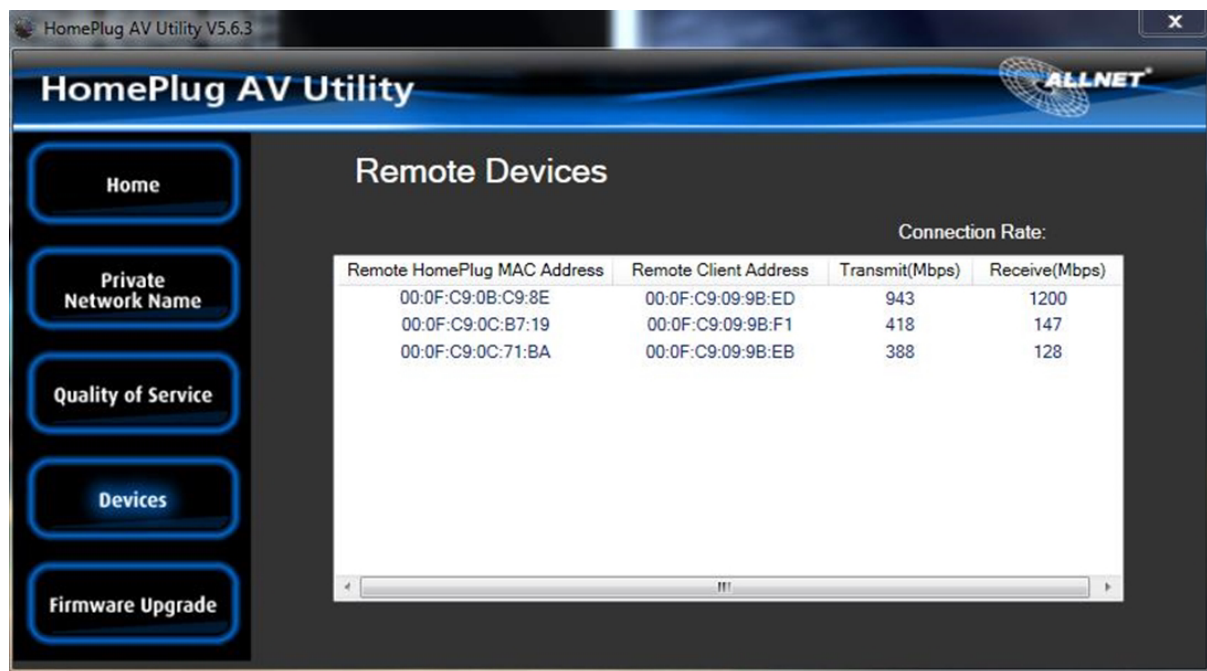 HomePlug AV Utility V5.6.3
x
HomePlug AV Utility
ALLNET®
Home
Private
Network Name
Quality of Service
Devices
Firmware Upgrade
Remote Devices
Connection Rate:
Remote HomePlug MAC Address Remote Client Address Transmit(Mbps) Receive(Mbps)
00:0F:C9:0B:C9:8E 00:0F:C9:09:9B:ED 943 1200
00:0F:C9:0C:B7:19 00:0F:C9:09:9B:F1 418 147
00:0F:C9:0C:71:BA 00:0F:C9:09:9B:EB 388 128